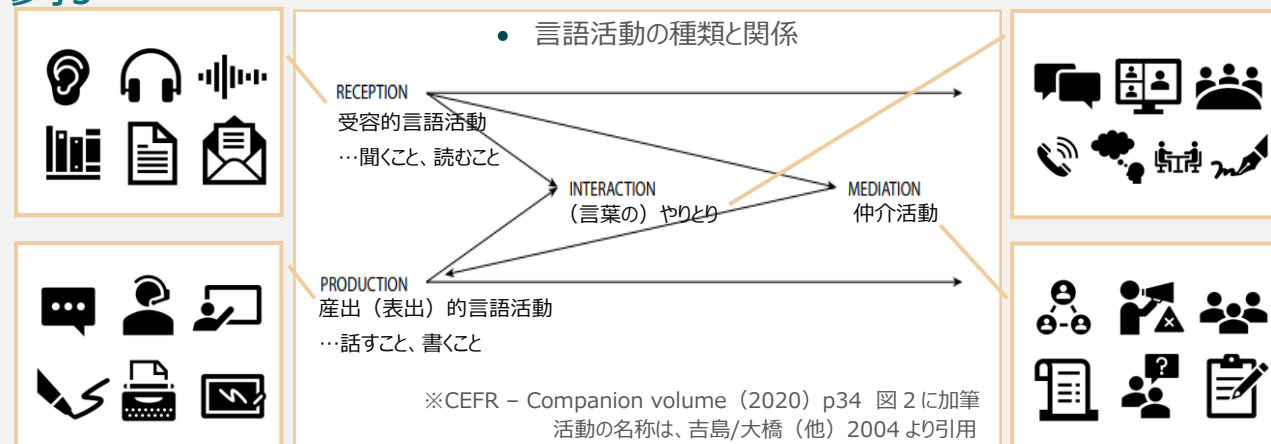 • 言語活動の種類と関係
RECEPTION
受容的言語活動
…聞くこと、読むこと
INTERACTION
（言葉の）やりとり
MEDIATION
仲介活動
PRODUCTION
産出（表出）的言語活動
…話すこと、書くこと
※CEFR – Companion volume（2020）p34 図２に加筆
活動の名称は、吉島/大橋（他）2004 より引用